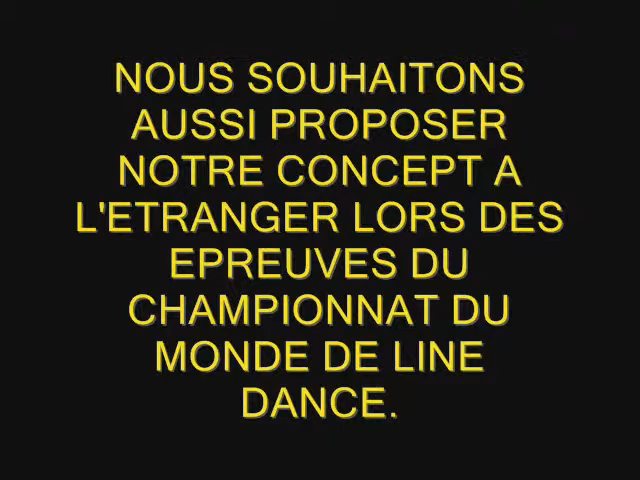 NOUS SOUHAITONS
AUSSI PROPOSER
NOTRE CONCEPT A
L'ETRANGER LORS DES
EPREUVES DU
CHAMPIONNAT DU
MONDE DE LINE
DANCE.